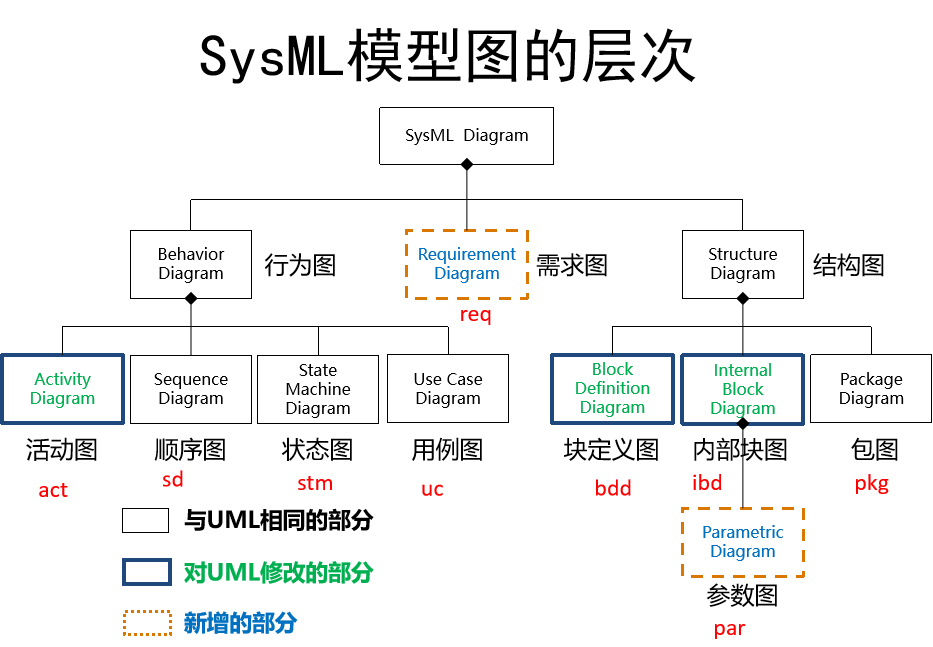 SysML模型图的层次
SysML Diagram
Behavior
Diagram
行为图
Requirement
Diagram
需求图
req
Structure
Diagram
结构图
Activity
Diagram
活动图
act
Sequence
Diagram
顺序图
sd
State
Machine
Diagram
状态图
stm
Use Case
Diagram
用例图
uc
Block
Definition
Diagram
块定义图
bdd
Internal
Block
Diagram
内部块图
ibd
Package
Diagram
包图
pkg
Parametric
Diagram
参数图
par
与UML相同的部分
对UML修改的部分
新增的部分